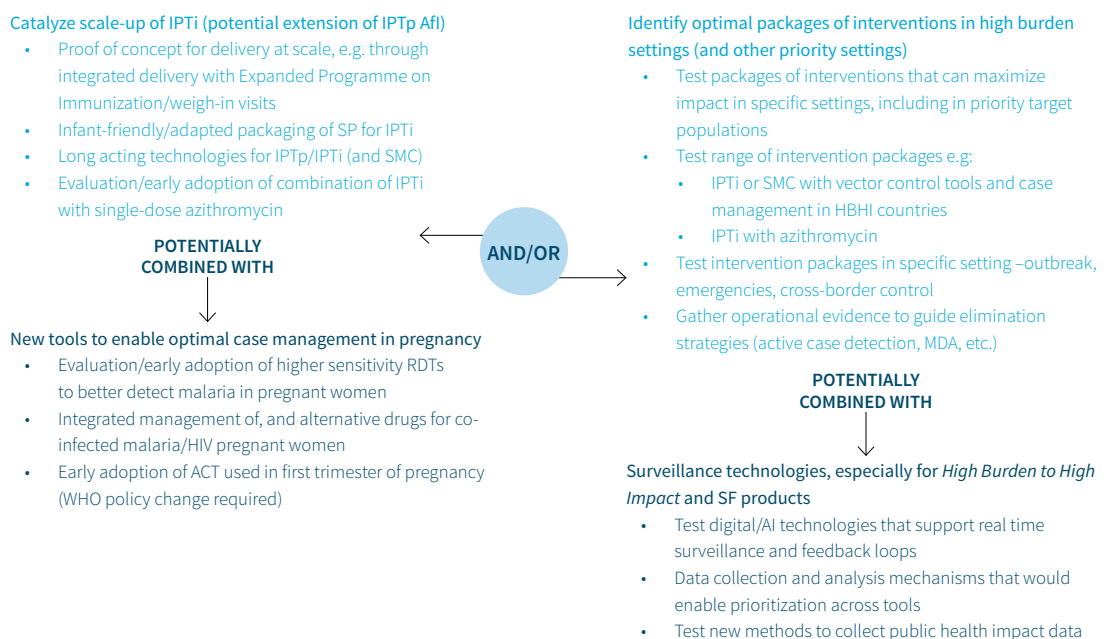 Catalyze scale-up of IPTi (potential extension of IPTp AfI)
• Proof of concept for delivery at scale, e.g. through
integrated delivery with Expanded Programme on
Immunization/weigh-in visits
• Infant-friendly/adapted packaging of SP for IPTi
• Long acting technologies for IPTp/IPTi (and SMC)
• Evaluation/early adoption of combination of IPTi
with single-dose azithromycin
POTENTIALLY
COMBINED WITH
New tools to enable optimal case management in pregnancy
• Evaluation/early adoption of higher sensitivity RDTs
to better detect malaria in pregnant women
• Integrated management of, and alternative drugs for co-
infected malaria/HIV pregnant women
• Early adoption of ACT used in first trimester of pregnancy
(WHO policy change required)
AND/OR
Identify optimal packages of interventions in high burden
settings (and other priority settings)
• Test packages of interventions that can maximize
impact in specific settings, including in priority target
populations
• Test range of intervention packages e.g:
• IPTi or SMC with vector control tools and case
management in HBHI countries
• IPTi with azithromycin
• Test intervention packages in specific setting –outbreak,
emergencies, cross-border control
• Gather operational evidence to guide elimination
strategies (active case detection, MDA, etc.)
POTENTIALLY
COMBINED WITH
Surveillance technologies, especially for High Burden to High
Impact and SF products
• Test digital/AI technologies that support real time
surveillance and feedback loops
• Data collection and analysis mechanisms that would
enable prioritization across tools
• Test new methods to collect public health impact data